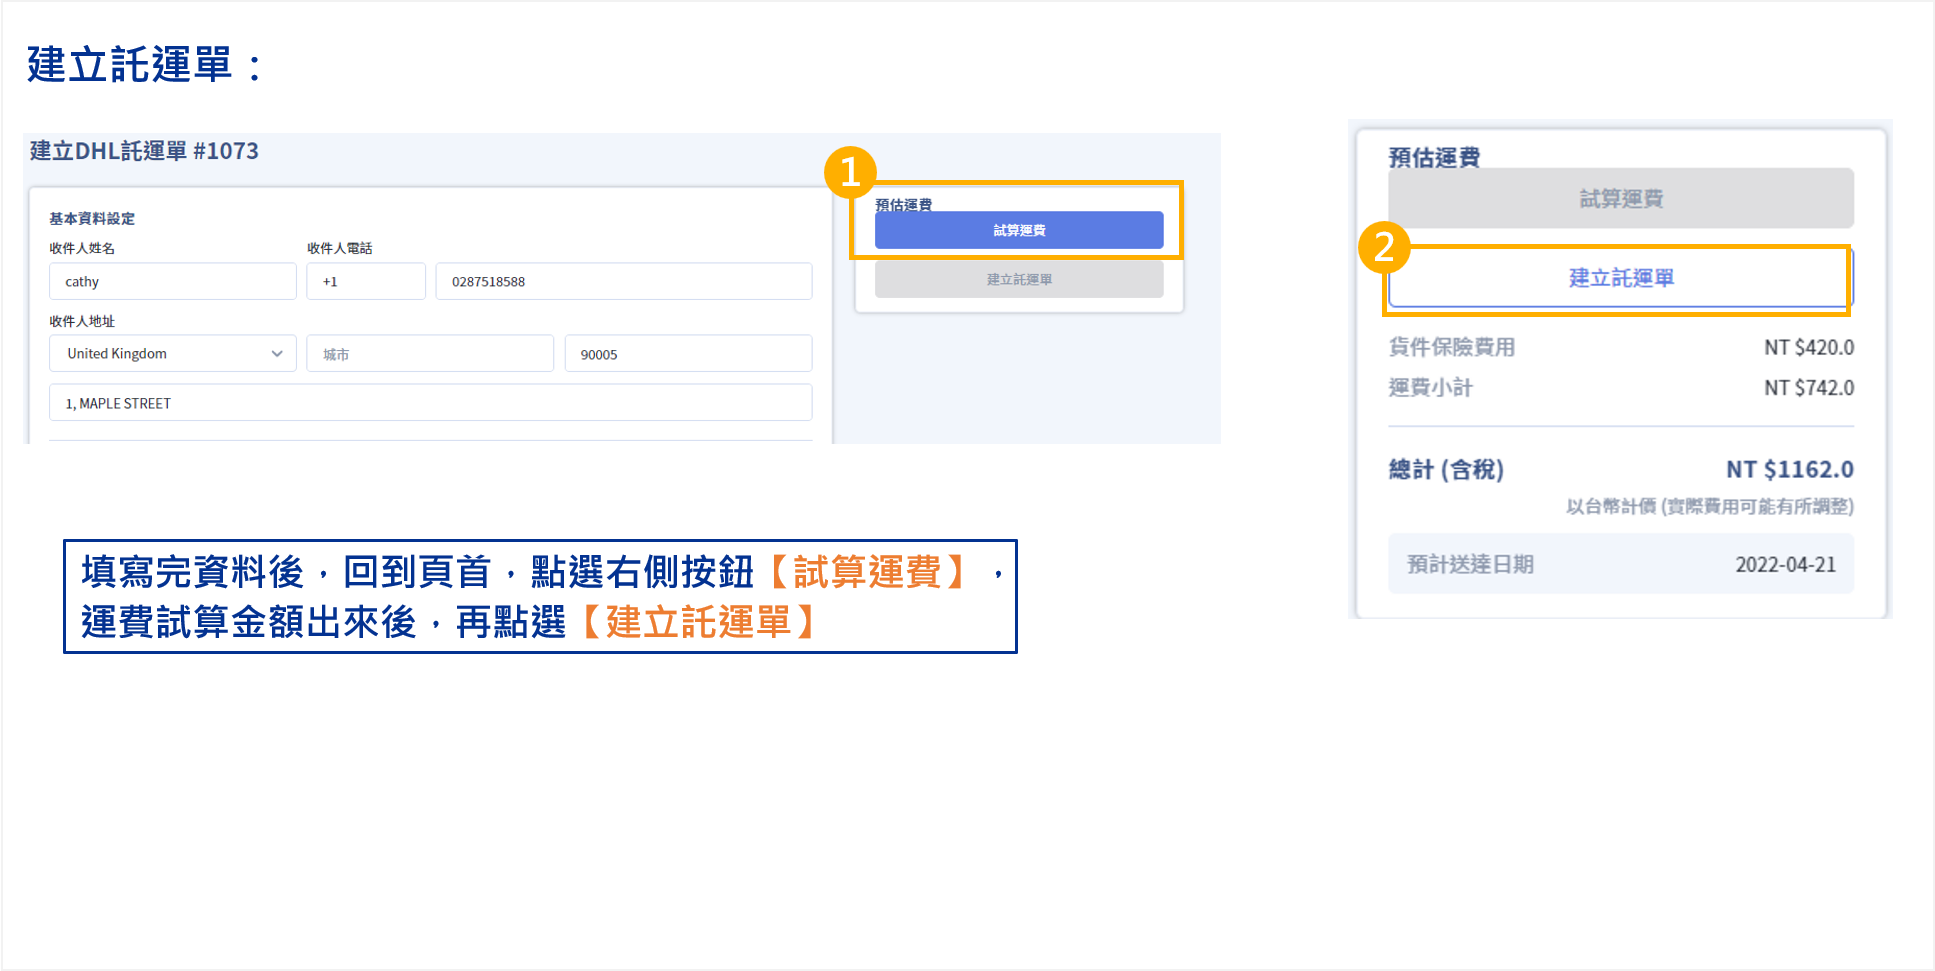 建立託運單：
建立DHL託運單 #1073
基本資料設定
收件人姓名
收件人電話
cathy
+1
0287518588
收件人地址
United Kingdom
城市
90005
1, MAPLE STREET
1
預估運費
試算運費
建立託運單
預估運費
試算運費
2
建立託運單
貨件保險費用
NT $420.0
運費小計
NT $742.0
總計 (含稅)
NT $1162.0
以台幣計價 (實際費用可能有所調整)
預計送達日期
2022-04-21
填寫完資料後，回到頁首，點選右側按鈕【試算運費】，
運費試算金額出來後，再點選【建立託運單】